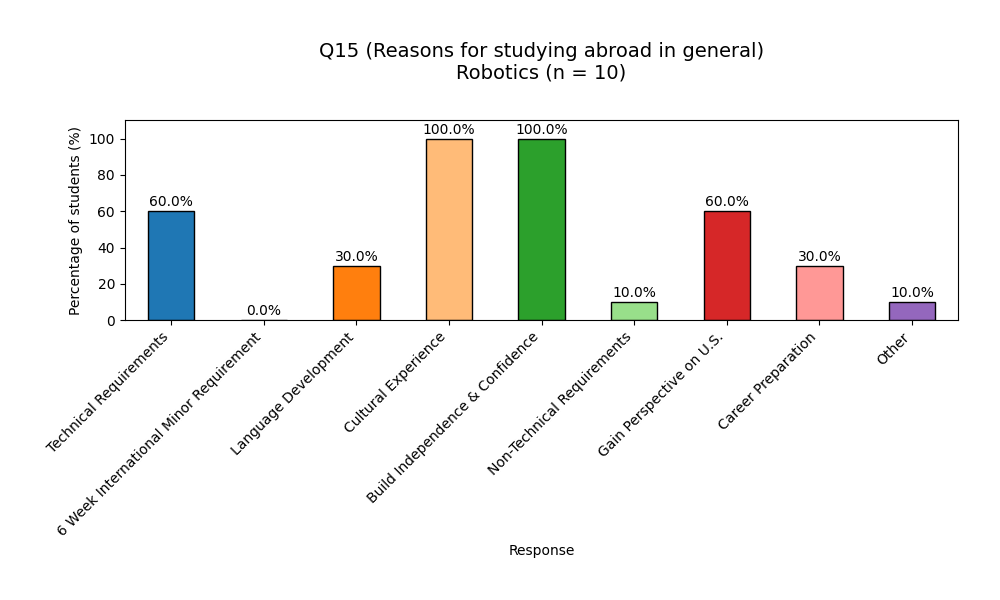 Q15 (Reasons for studying abroad in general)
Robotics (n = 10)
Percentage of students (%)
100
80
60
40
20
0
60.0%
0.0%
30.0%
100.0%
100.0%
10.0%
60.0%
30.0%
10.0%
Technical Requirements
6 Week International Minor Requirement
Language Development
Cultural Experience
Build Independence & Confidence
Non-Technical Requirements
Gain Perspective on U.S.
Career Preparation
Other
Response